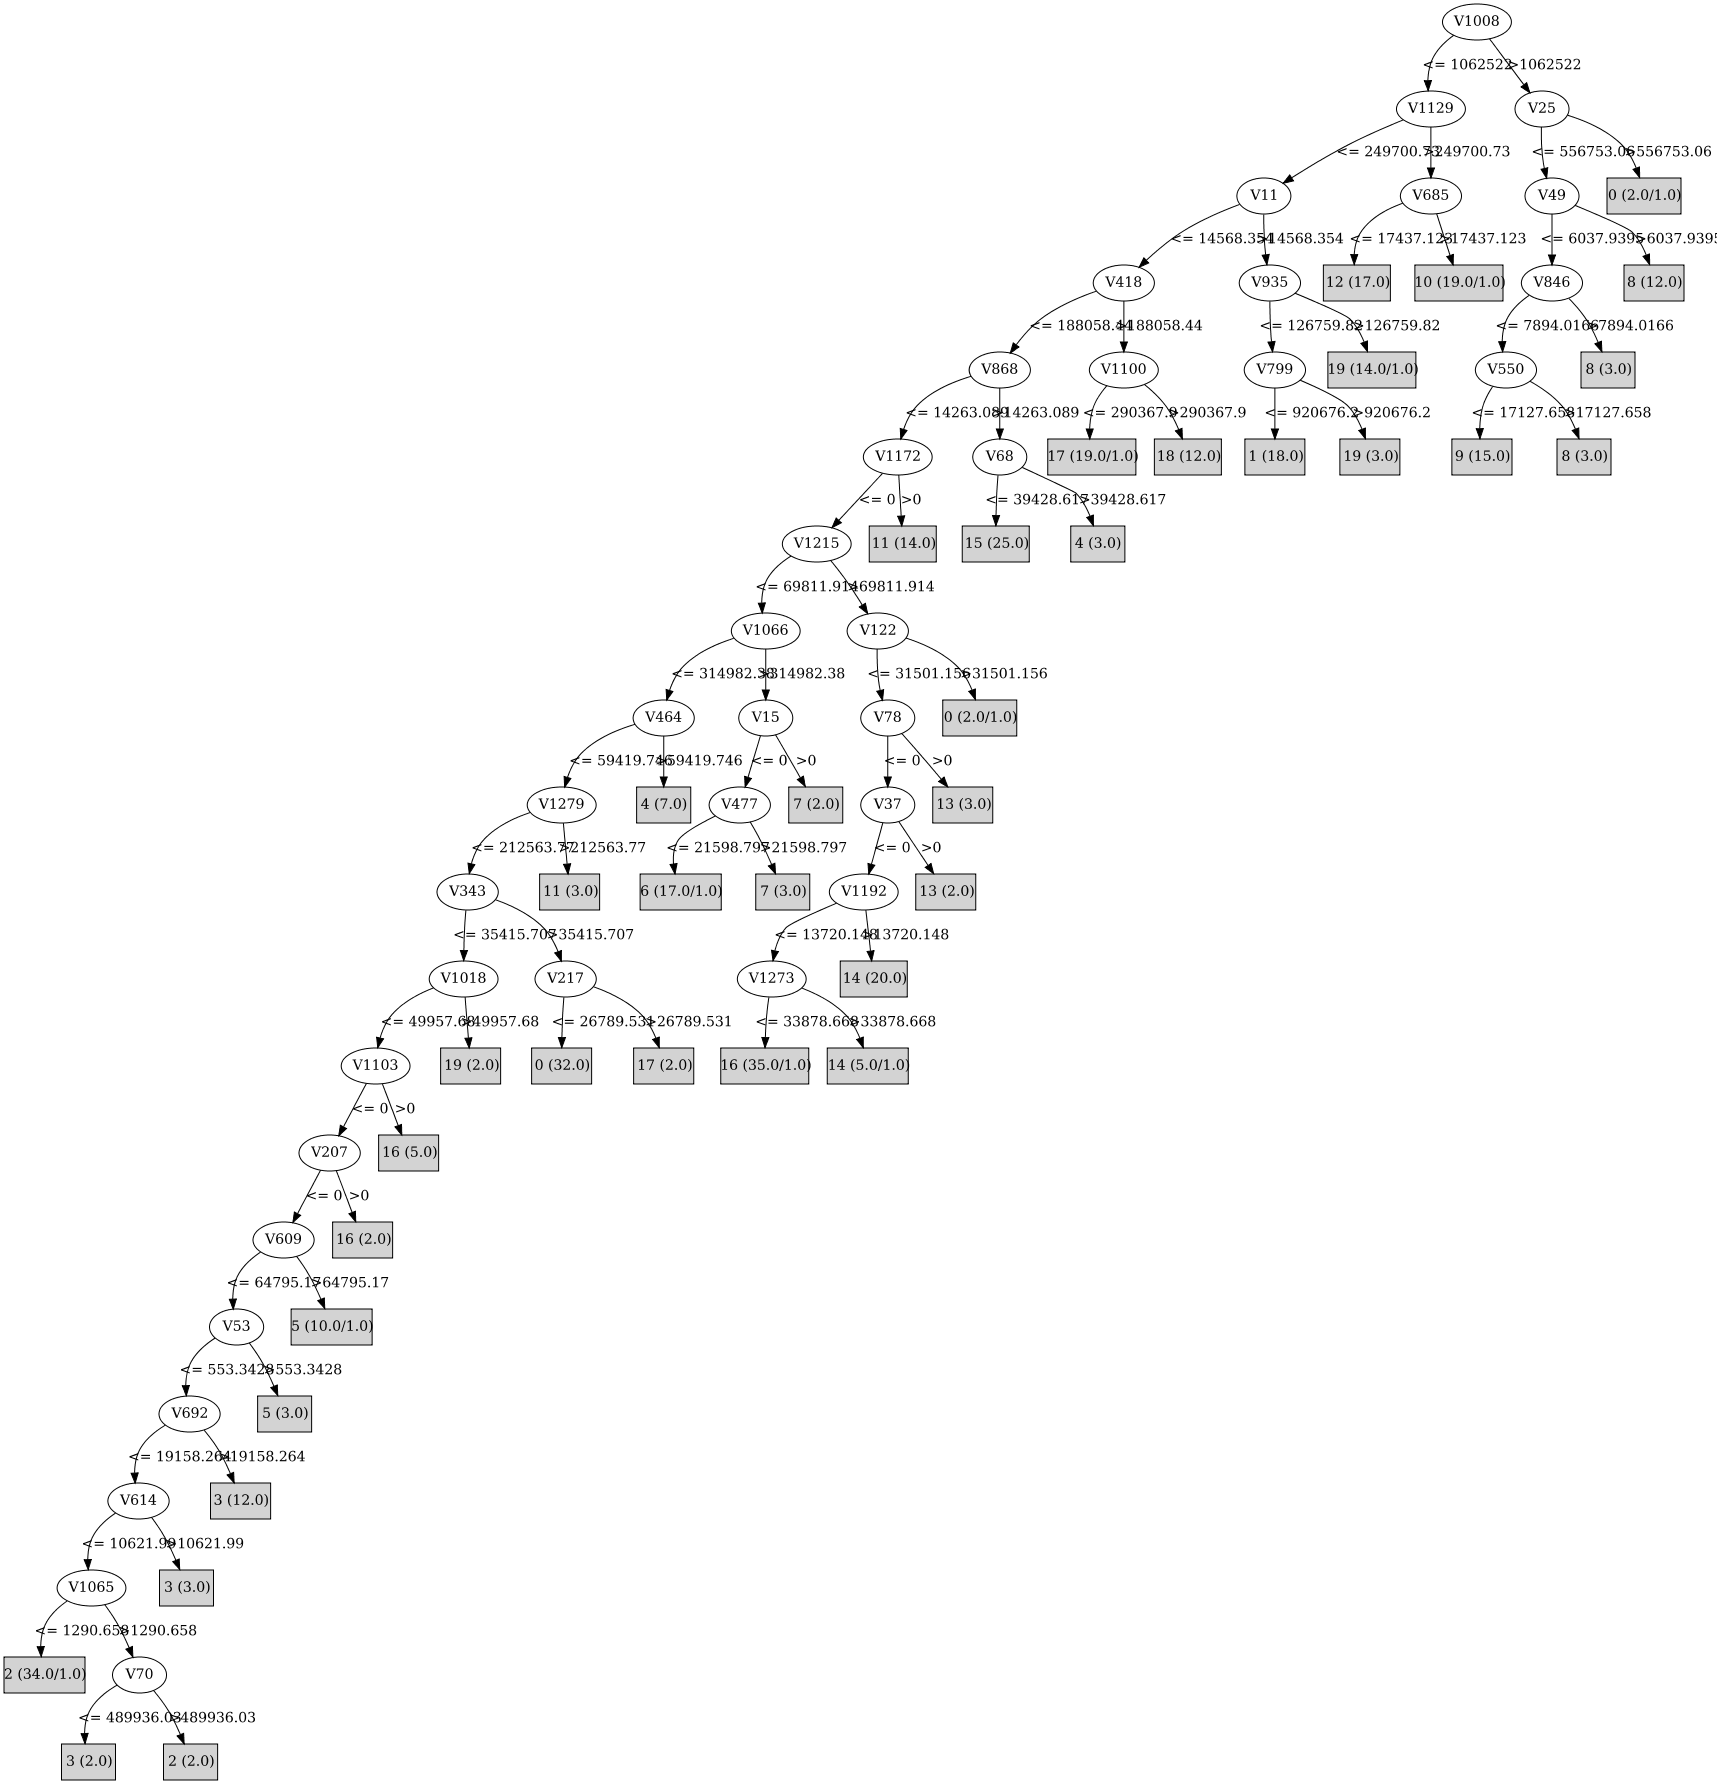 V1008
<= 1062522 >1062522
V1129 V25
<= 249700.73 >249700.73 <= 556753.06 >556753.06
V11 V685 V49 0 (2.0/1.0)
<= 14568.354 >14568.354 <= 17437.123 >17437.123 <= 6037.9395 >6037.9395
V418 V935 12 (17.0) 10 (19.0/1.0) V846 8 (12.0)
<= 188058.44 >188058.44 <= 126759.82 >126759.82 <= 7894.0166 >7894.0166
V868 V1100 V799 19 (14.0/1.0) V550 8 (3.0)
<= 14263.089 >14263.089 <= 290367.9 >290367.9 <= 920676.2 >920676.2 <= 17127.658 >17127.658
V1172 V68 17 (19.0/1.0) 18 (12.0) 1 (18.0) 19 (3.0) 9 (15.0) 8 (3.0)
<= 0 >0 <= 39428.617 >39428.617
V1215 11 (14.0) 15 (25.0) 4 (3.0)
<= 69811.914 >69811.914
V1066 V122
<= 314982.38 >314982.38 <= 31501.156 >31501.156
V464 V15 V78 0 (2.0/1.0)
<= 59419.746 >59419.746 <= 0 >0 <= 0 >0
V1279 4 (7.0) V477 7 (2.0) V37 13 (3.0)
<= 212563.77 >212563.77 <= 21598.797 >21598.797 <= 0 >0
V343 11 (3.0) 6 (17.0/1.0) 7 (3.0) V1192 13 (2.0)
<= 35415.707 >35415.707 <= 13720.148 >13720.148
V1018 V217 V1273 14 (20.0)
<= 49957.68 >49957.68 <= 26789.531 >26789.531 <= 33878.668 >33878.668
V1103 19 (2.0) 0 (32.0) 17 (2.0) 16 (35.0/1.0) 14 (5.0/1.0)
<= 0 >0
V207 16 (5.0)
<= 0 >0
V609 16 (2.0)
<= 64795.17 >64795.17
V53 5 (10.0/1.0)
<= 553.3428 >553.3428
V692 5 (3.0)
<= 19158.264 >19158.264
V614 3 (12.0)
<= 10621.99 >10621.99
V1065 3 (3.0)
<= 1290.658 >1290.658
2 (34.0/1.0) V70
<= 489936.03 >489936.03
3 (2.0) 2 (2.0)